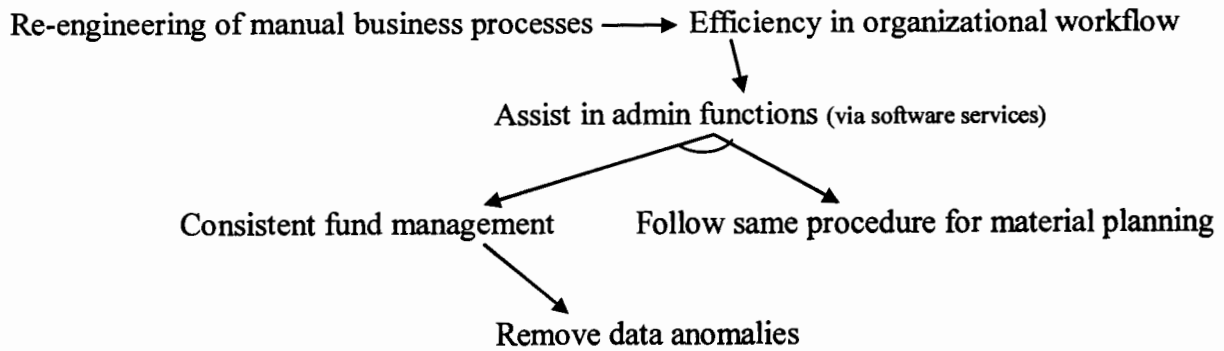 Re-engineering of manual business processes Efficiency in organizational workflow
Assist in admin functions (via software services)
Consistent fund management Follow same procedure for material planning
Remove data anomalies